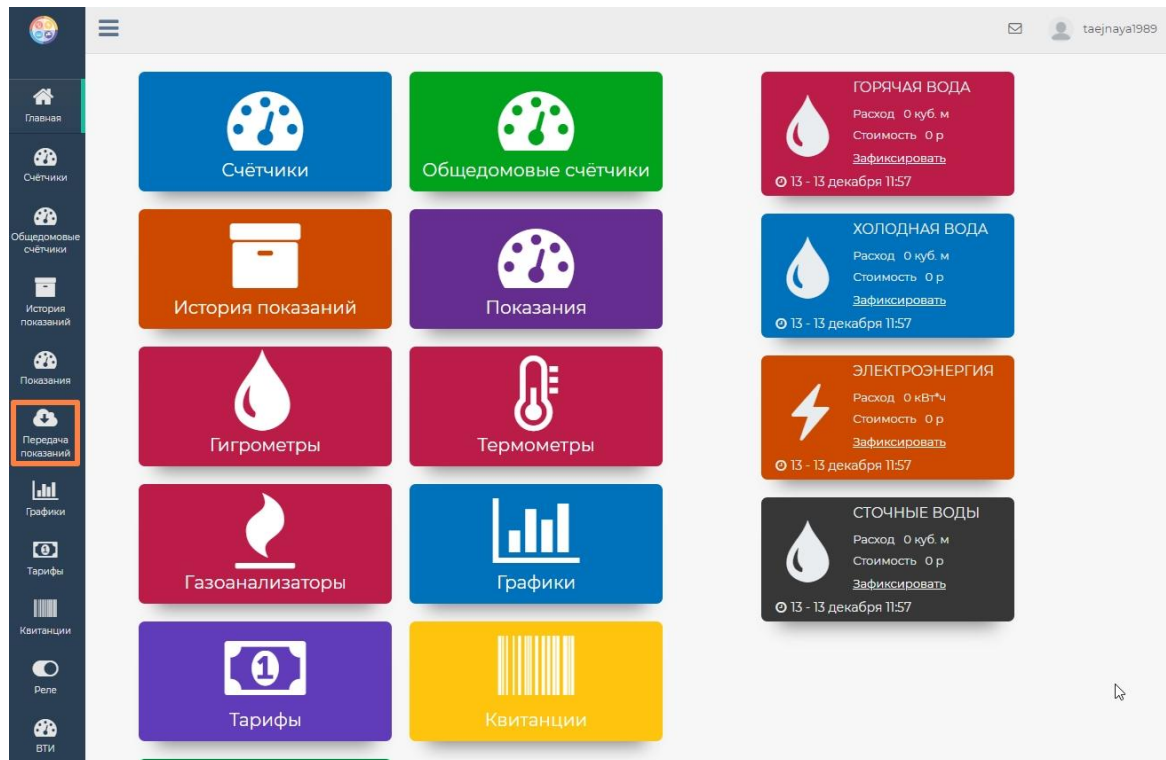 taejnaya1989
Главная
Счётчики
Общедомовые
счётчики
История
показаний
Показания
Передача
показаний
Графики
Тарифы
Квитанции
Реле
ВТИ
Счётчики
Общедомовые счётчики
История показаний
Показания
Гигрометры
Термометры
Газоанализаторы
Графики
1
Тарифы
Квитанции
ГОРЯЧАЯ ВОДА
Расход 0 куб. м
Стоимость 0 р
Зафиксировать
13 - 13 декабря 11:57
ХОЛОДНАЯ ВОДА
Расход 0 куб. м
Стоимость 0 р
Зафиксировать
13 - 13 декабря 11:57
ЭЛЕКТРОЭНЕРГИЯ
Расход 0 кВт*ч
Стоимость 0 р
Зафиксировать
13 - 13 декабря 11:57
СТОЧНЫЕ ВОДЫ
Расход 0 куб. м
Стоимость 0 р
Зафиксировать
13 - 13 декабря 11:57